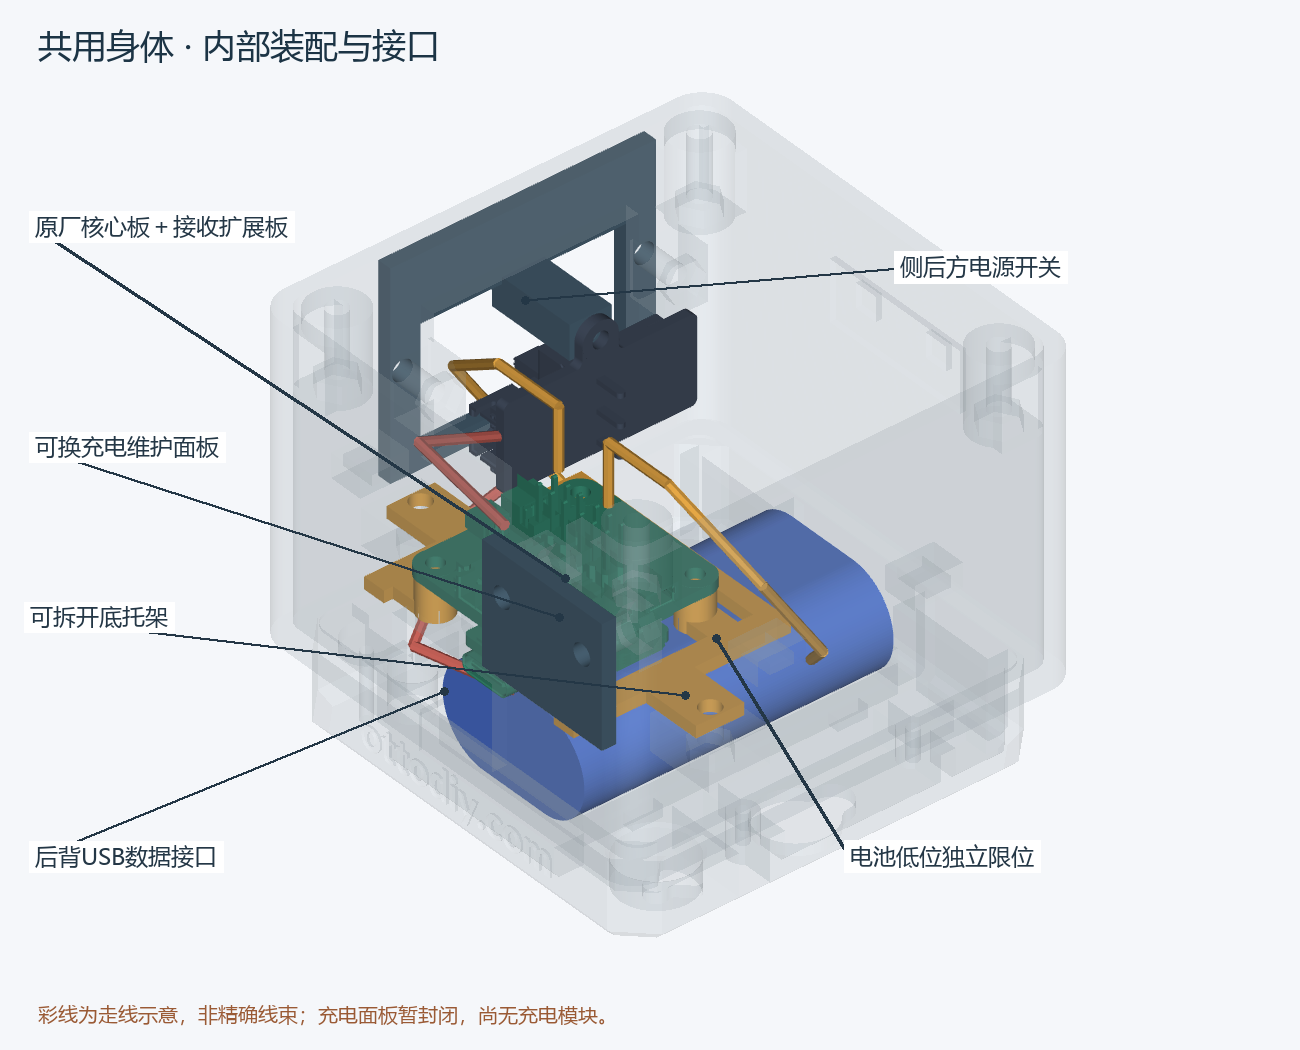 共用身体 · 内部装配与接口
原厂核心板 + 接收扩展板
侧后方电源开关
可换充电维护面板
可拆开底托架
ottodiy.com
后背USB数据接口
电池低位独立限位
彩线为走线示意，非精确线束；充电面板暂封闭，尚无充电模块。